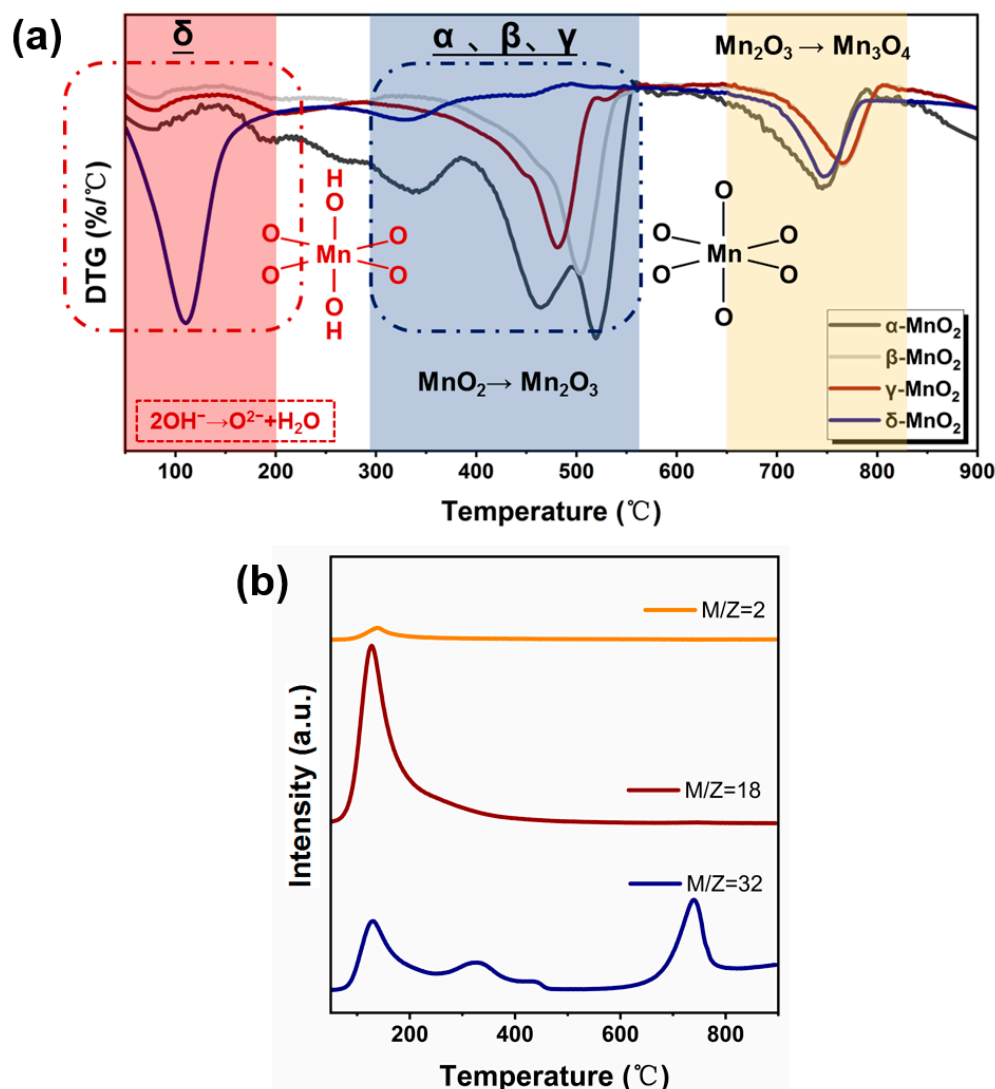 (a)
δ
α 、β、γ
Mn₂O₃ → Mn₃O₄
DTG (%/℃)
H
O
O O
Mn
O O
O
H
O
O O
Mn
O O
O
MnO₂→ Mn₂O₃
2OH⁻→O²⁻+H₂O
α-MnO₂
β-MnO₂
γ-MnO₂
δ-MnO₂
100 200 300 400 500 600 700 800 900
Temperature (℃)
(b)
M/Z=2
M/Z=18
M/Z=32
Intensity (a.u.)
200 400 600 800
Temperature (℃)